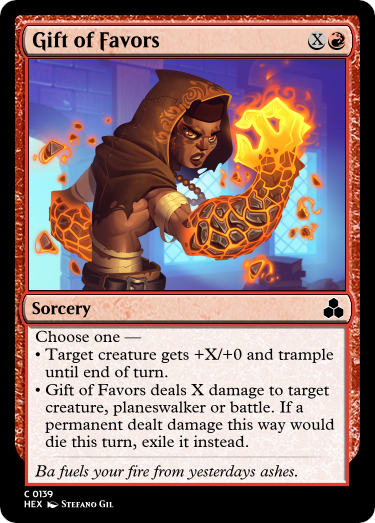 Gift of Favors X
Sorcery
Choose one —
• Target creature gets +X/+0 and trample
until end of turn.
• Gift of Favors deals X damage to target
creature, planeswalker or battle. If a
permanent dealt damage this way would
die this turn, exile it instead.
Ba fuels your fire from yesterdays ashes.
C 0139
HEX Stefano Gil